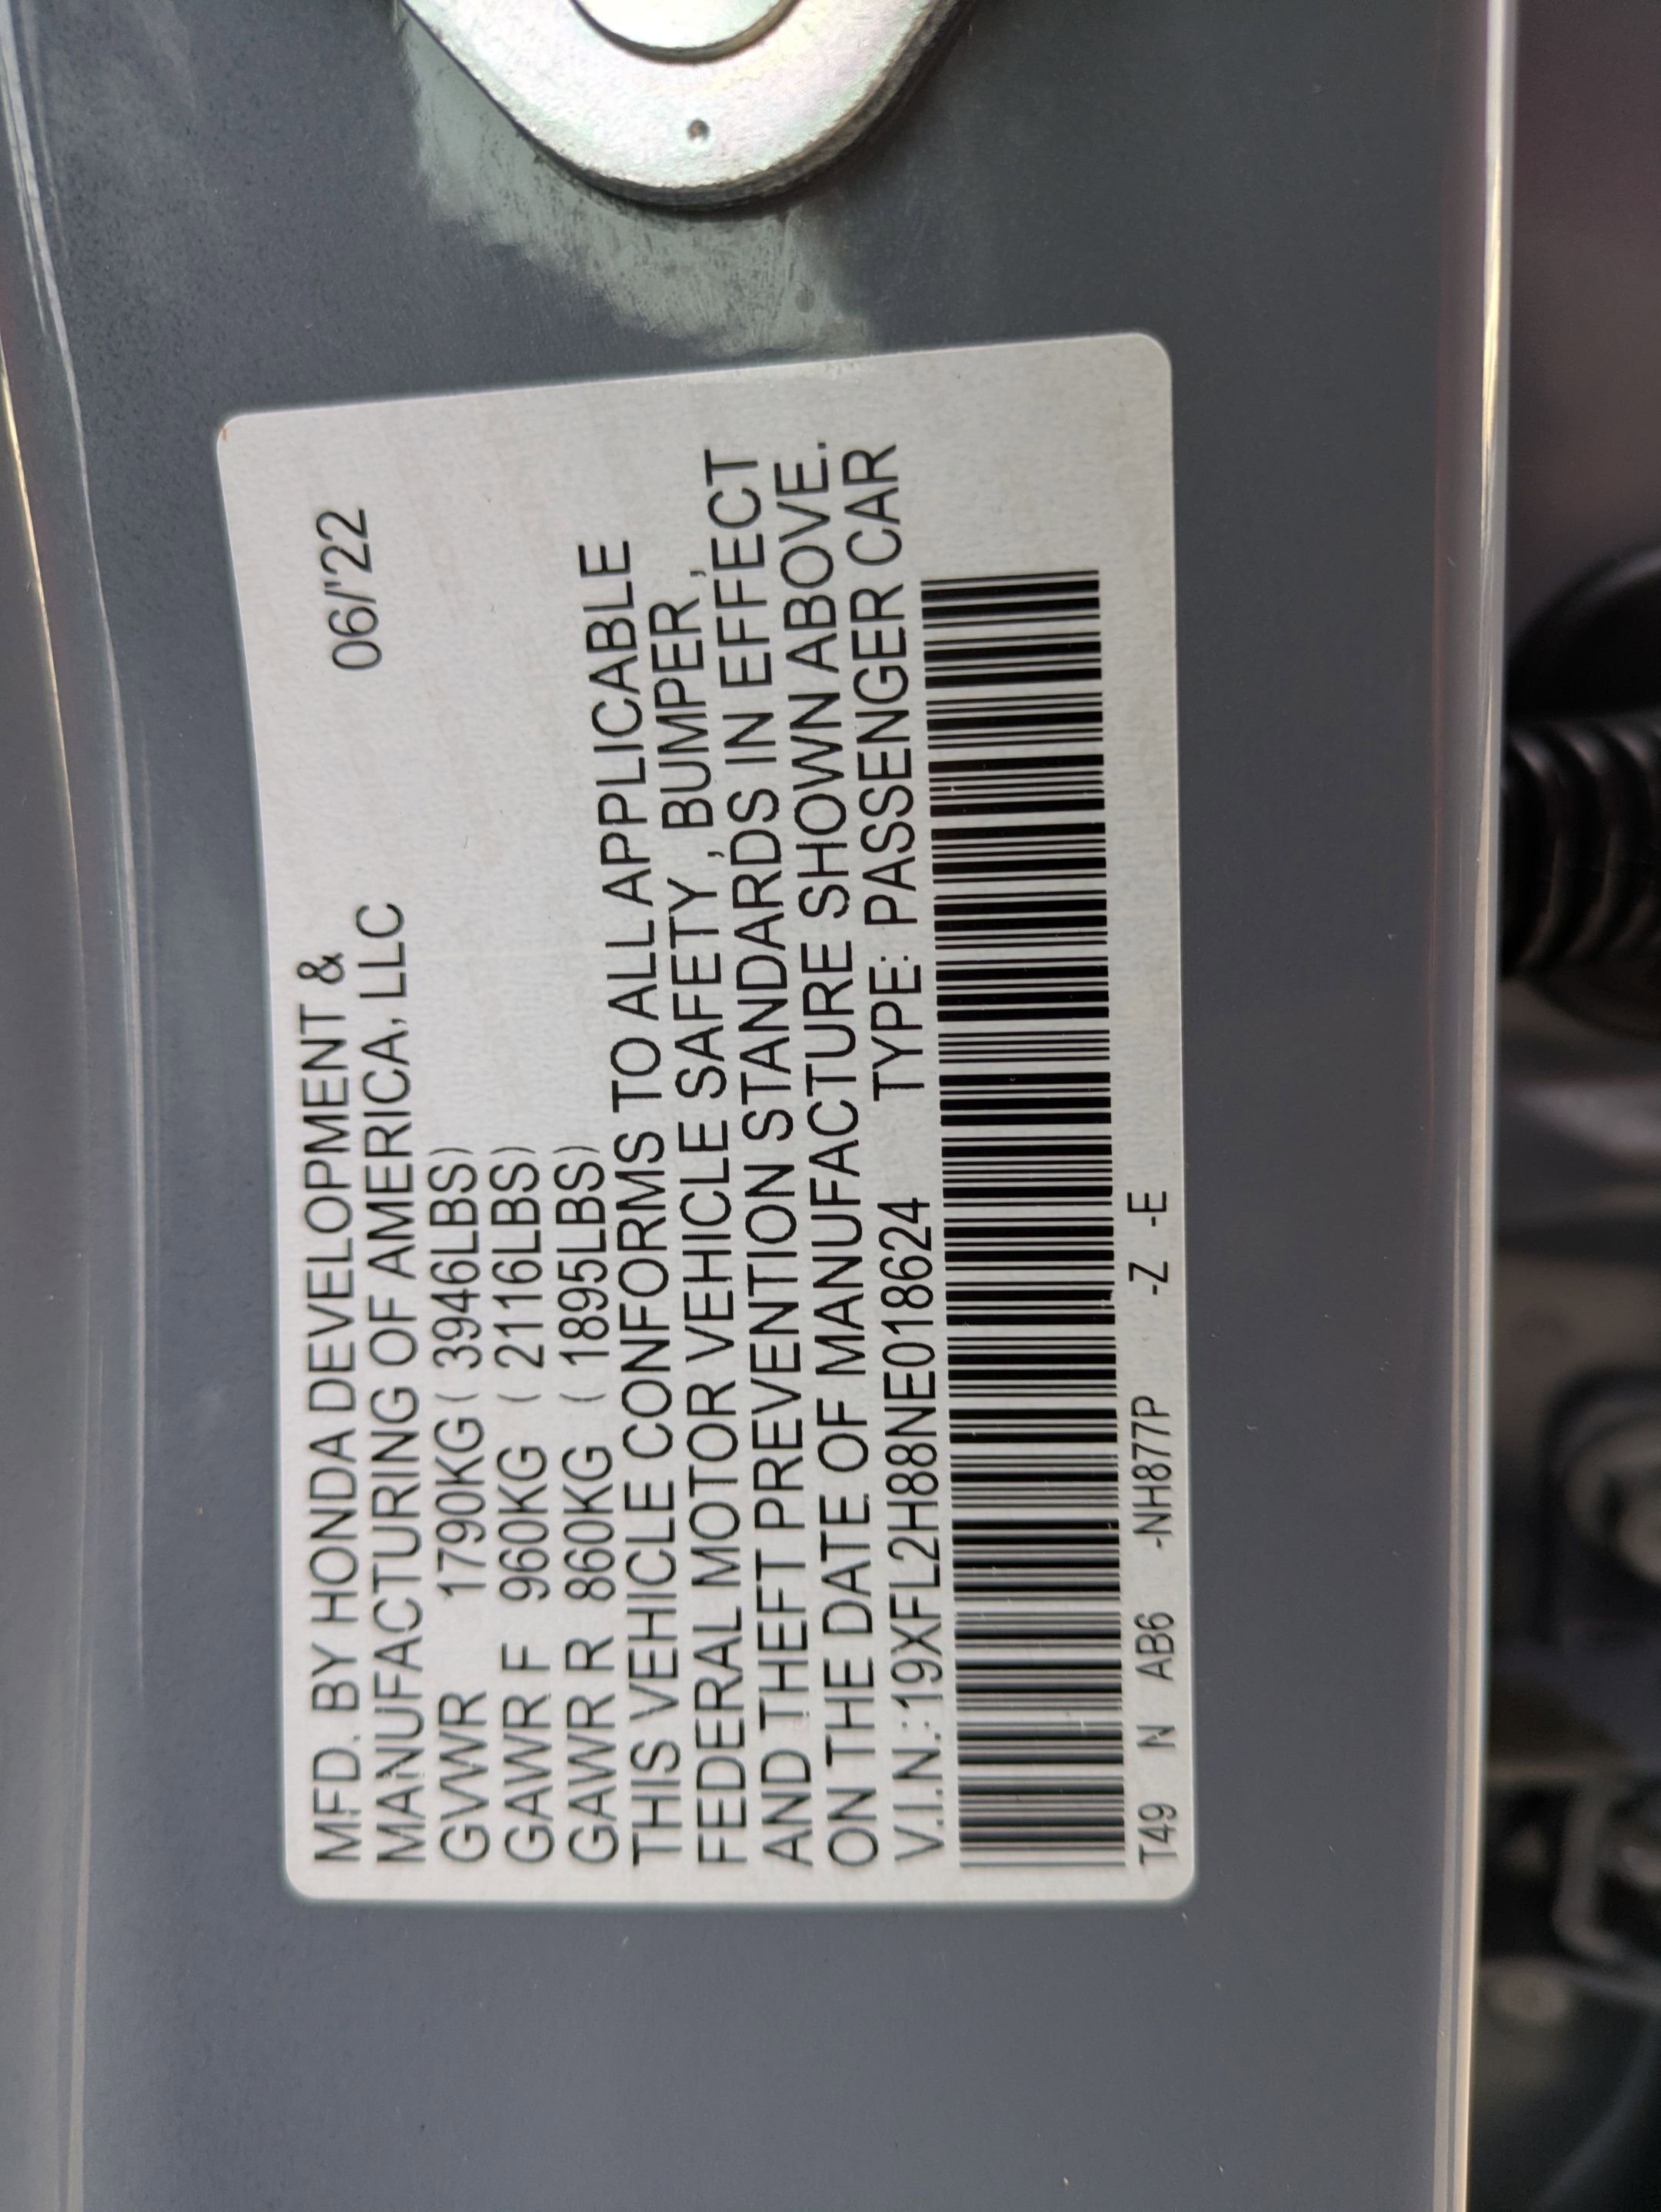 MFD. BY HONDA DEVELOPMENT &
MANUFACTURING OF AMERICA, LLC 06/'22
GVWR 1790KG ( 3946LBS)
GAWR F 960KG ( 2116LBS)
GAWR R 860KG ( 1895LBS)
THIS VEHICLE CONFORMS TO ALL APPLICABLE
FEDERAL MOTOR VEHICLE SAFETY, BUMPER,
AND THEFT PREVENTION STANDARDS IN EFFECT
ON THE DATE OF MANUFACTURE SHOWN ABOVE.
V.I.N.:19XFL2H88NE018624 TYPE: PASSENGER CAR
T49 N AB6 -NH877P -Z -E